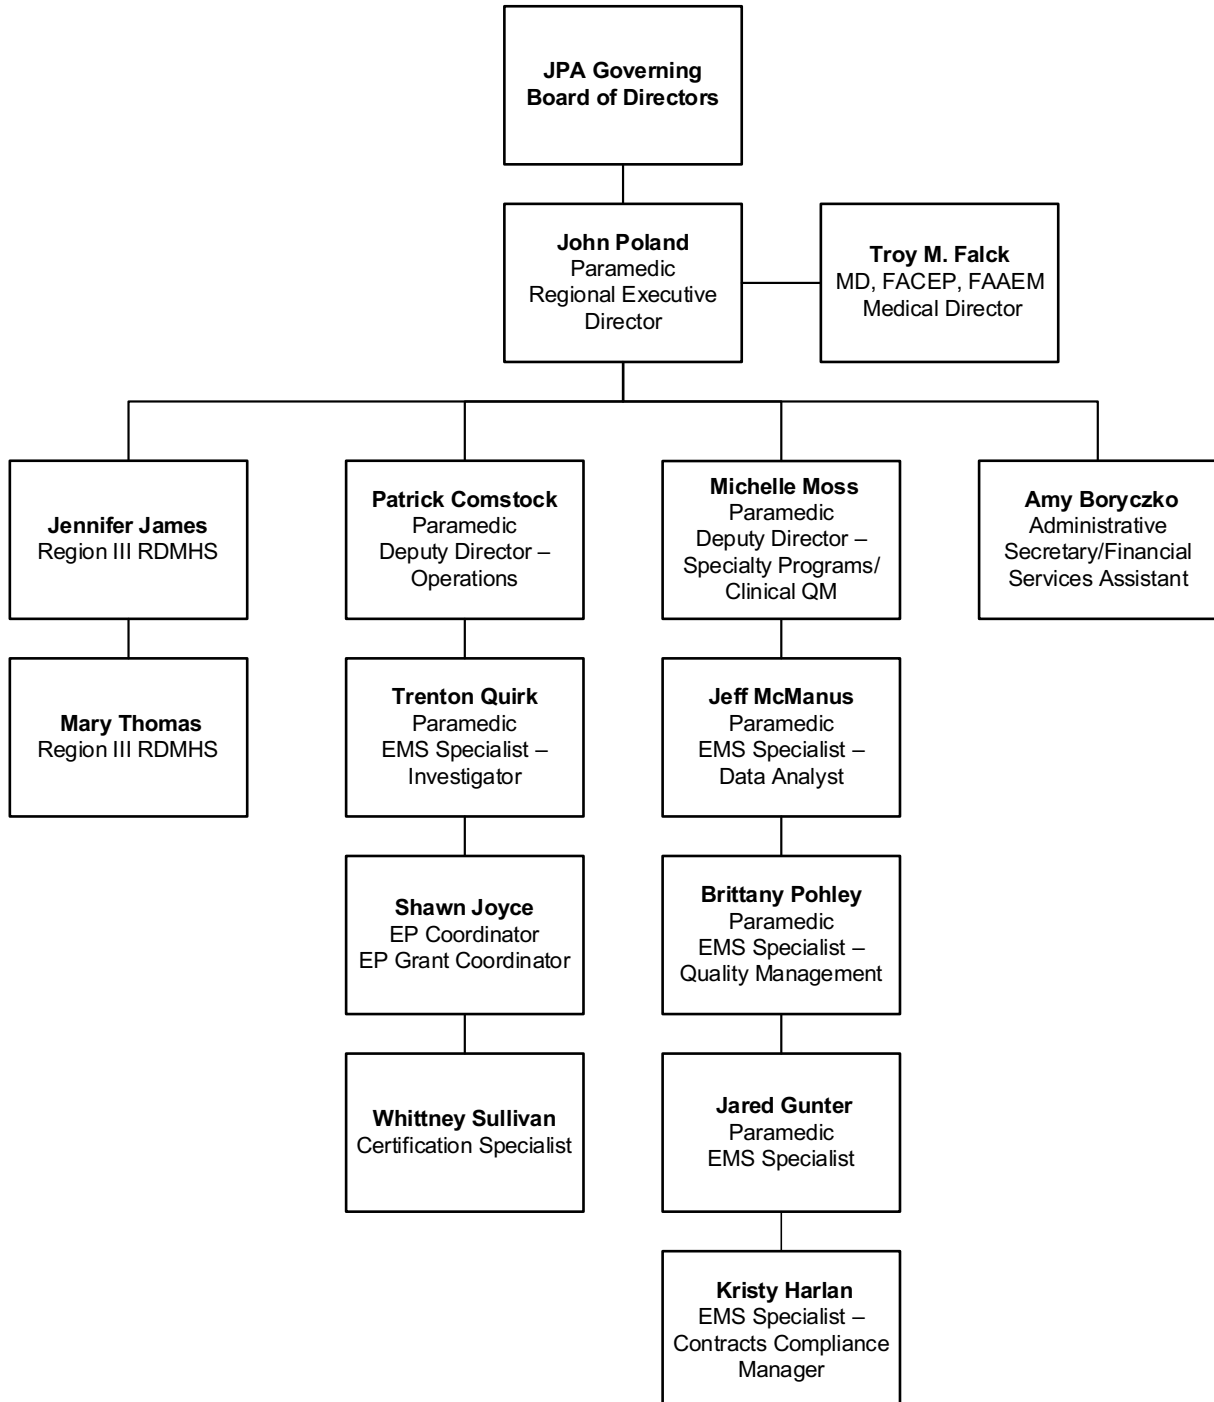 JPA Governing
Board of Directors
John Poland
Paramedic
Regional Executive
Director
Troy M. Falck
MD, FACEP, FAAEM
Medical Director
Jennifer James
Region III RDMHS
Patrick Comstock
Paramedic
Deputy Director –
Operations
Michelle Moss
Paramedic
Deputy Director –
Specialty Programs/
Clinical QM
Amy Boryczko
Administrative
Secretary/Financial
Services Assistant
Mary Thomas
Region III RDMHS
Trenton Quirk
Paramedic
EMS Specialist –
Investigator
Jeff McManus
Paramedic
EMS Specialist –
Data Analyst
Shawn Joyce
EP Coordinator
EP Grant Coordinator
Brittany Pohley
Paramedic
EMS Specialist –
Quality Management
Whittney Sullivan
Certification Specialist
Jared Gunter
Paramedic
EMS Specialist
Kristy Harlan
EMS Specialist –
Contracts Compliance
Manager